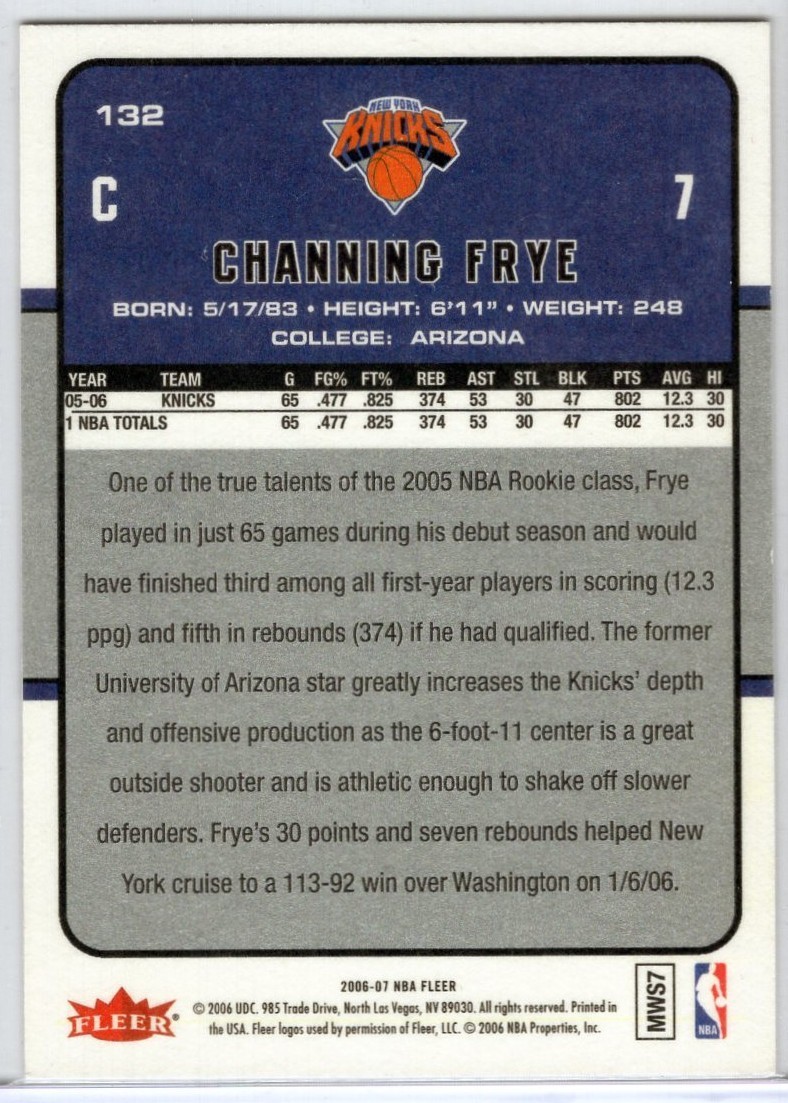 132
NEW YORK
KNICKS
C
7
CHANNING FRYE
BORN: 5/17/83 • HEIGHT: 6'11" • WEIGHT: 248
COLLEGE: ARIZONA
YEAR TEAM G FG% FT% REB AST STL BLK PTS AVG HI
05-06 KNICKS 65 .477 .825 374 53 30 47 802 12.3 30
1 NBA TOTALS 65 .477 .825 374 53 30 47 802 12.3 30
One of the true talents of the 2005 NBA Rookie class, Frye
played in just 65 games during his debut season and would
have finished third among all first-year players in scoring (12.3
ppg) and fifth in rebounds (374) if he had qualified. The former
University of Arizona star greatly increases the Knicks' depth
and offensive production as the 6-foot-11 center is a great
outside shooter and is athletic enough to shake off slower
defenders. Frye's 30 points and seven rebounds helped New
York cruise to a 113-92 win over Washington on 1/6/06.
FLEER®
2006-07 NBA FLEER
© 2006 UDC. 985 Trade Drive, North Las Vegas, NV 89030. All rights reserved. Printed in
the USA. Fleer logos used by permission of Fleer, LLC. © 2006 NBA Properties, Inc.
MWS7
NBA